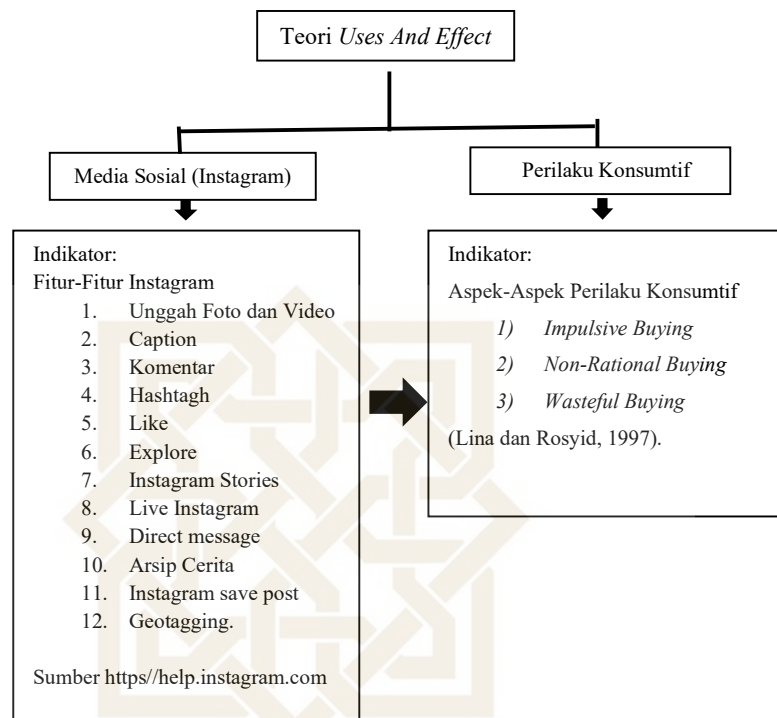 Teori Uses And Effect
Media Sosial (Instagram)
Perilaku Konsumtif
Indikator:
Fitur-Fitur Instagram
1. Unggah Foto dan Video
2. Caption
3. Komentar
4. Hashtagh
5. Like
6. Explore
7. Instagram Stories
8. Live Instagram
9. Direct message
10. Arsip Cerita
11. Instagram save post
12. Geotagging.
Sumber https//help.instagram.com
Indikator:
Aspek-Aspek Perilaku Konsumtif
1) Impulsive Buying
2) Non-Rational Buying
3) Wasteful Buying
(Lina dan Rosyid, 1997).